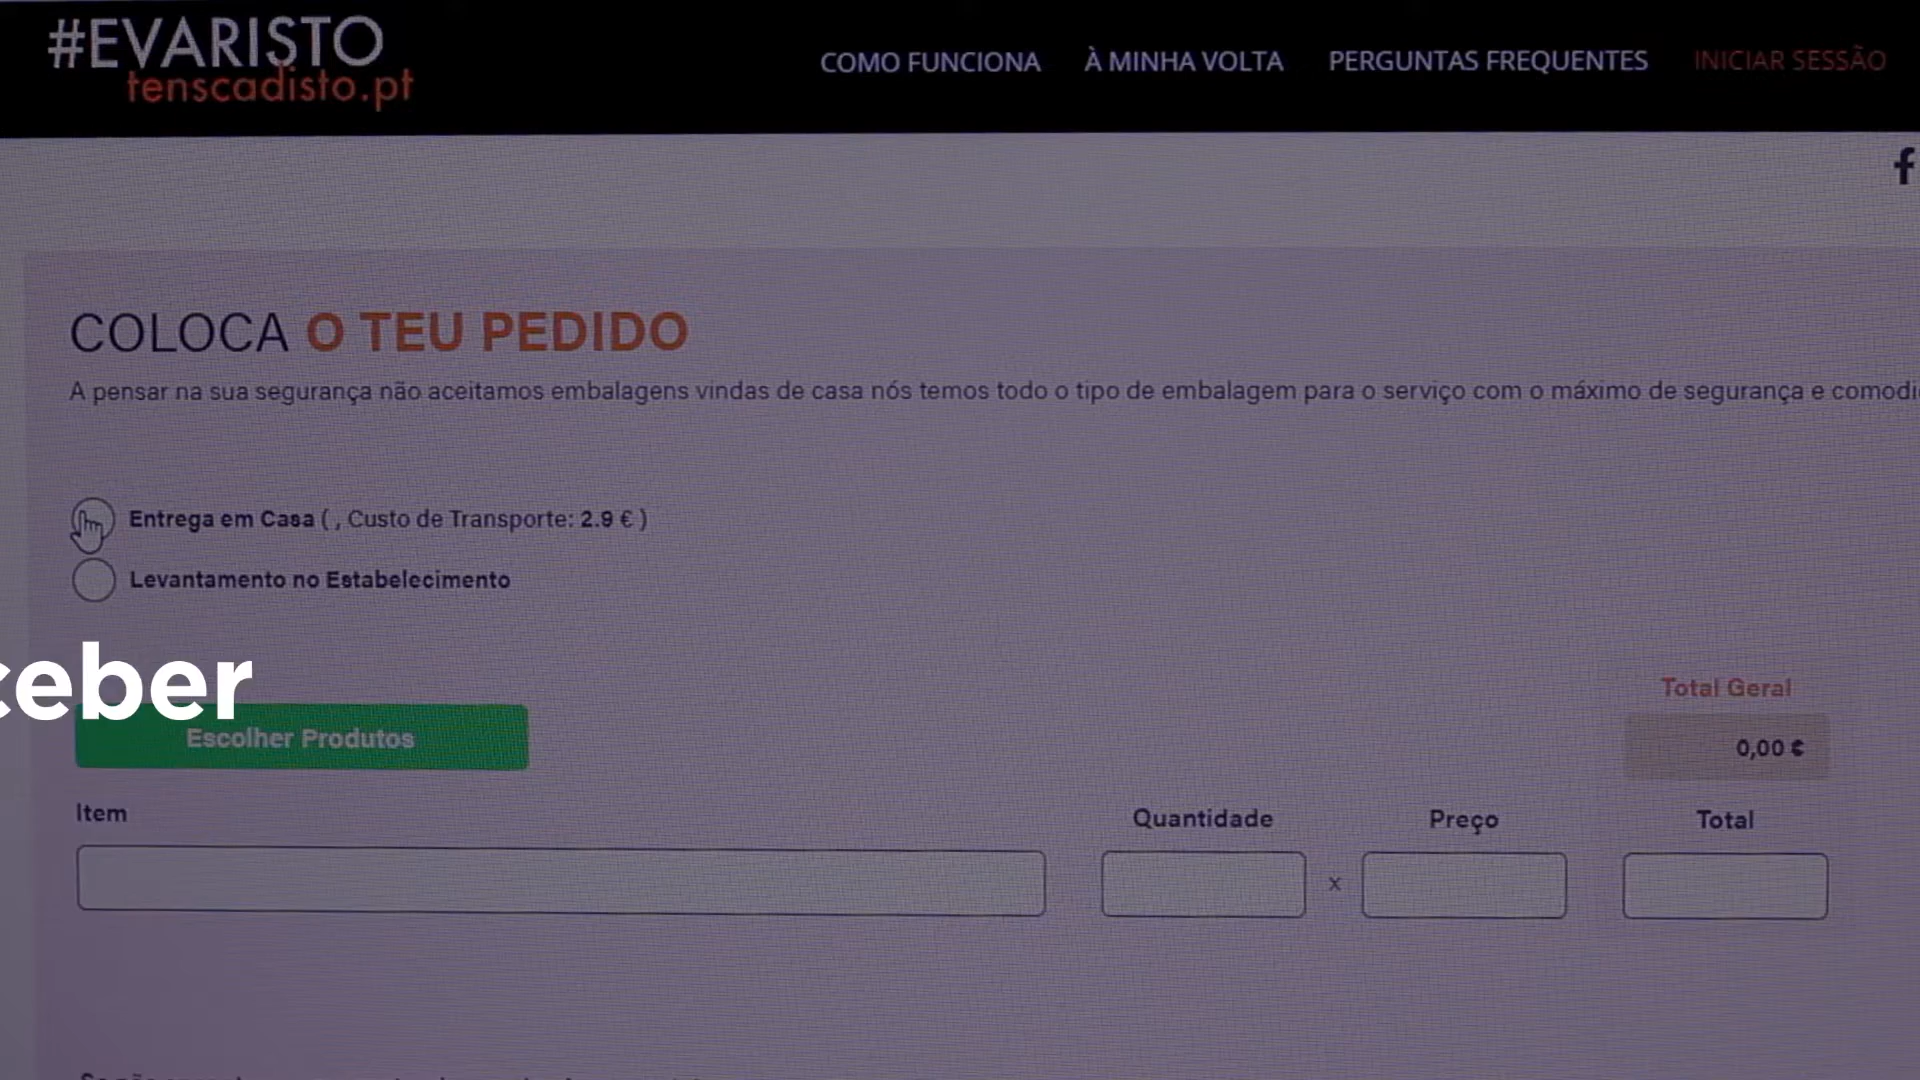 #EVARISTO
tenscadisto.pt
COMO FUNCIONA À MINHA VOLTA PERGUNTAS FREQUENTES INICIAR SESSÃO
f
COLOCA O TEU PEDIDO
A pensar na sua segurança não aceitamos embalagens vindas de casa nós temos todo o tipo de embalagem para o serviço com o máximo de segurança e comodi
Entrega em Casa ( , Custo de Transporte: 2.9 € )
Levantamento no Estabelecimento
ceber
Total Geral
Escolher Produtos
0,00 €
Item Quantidade Preço Total
x